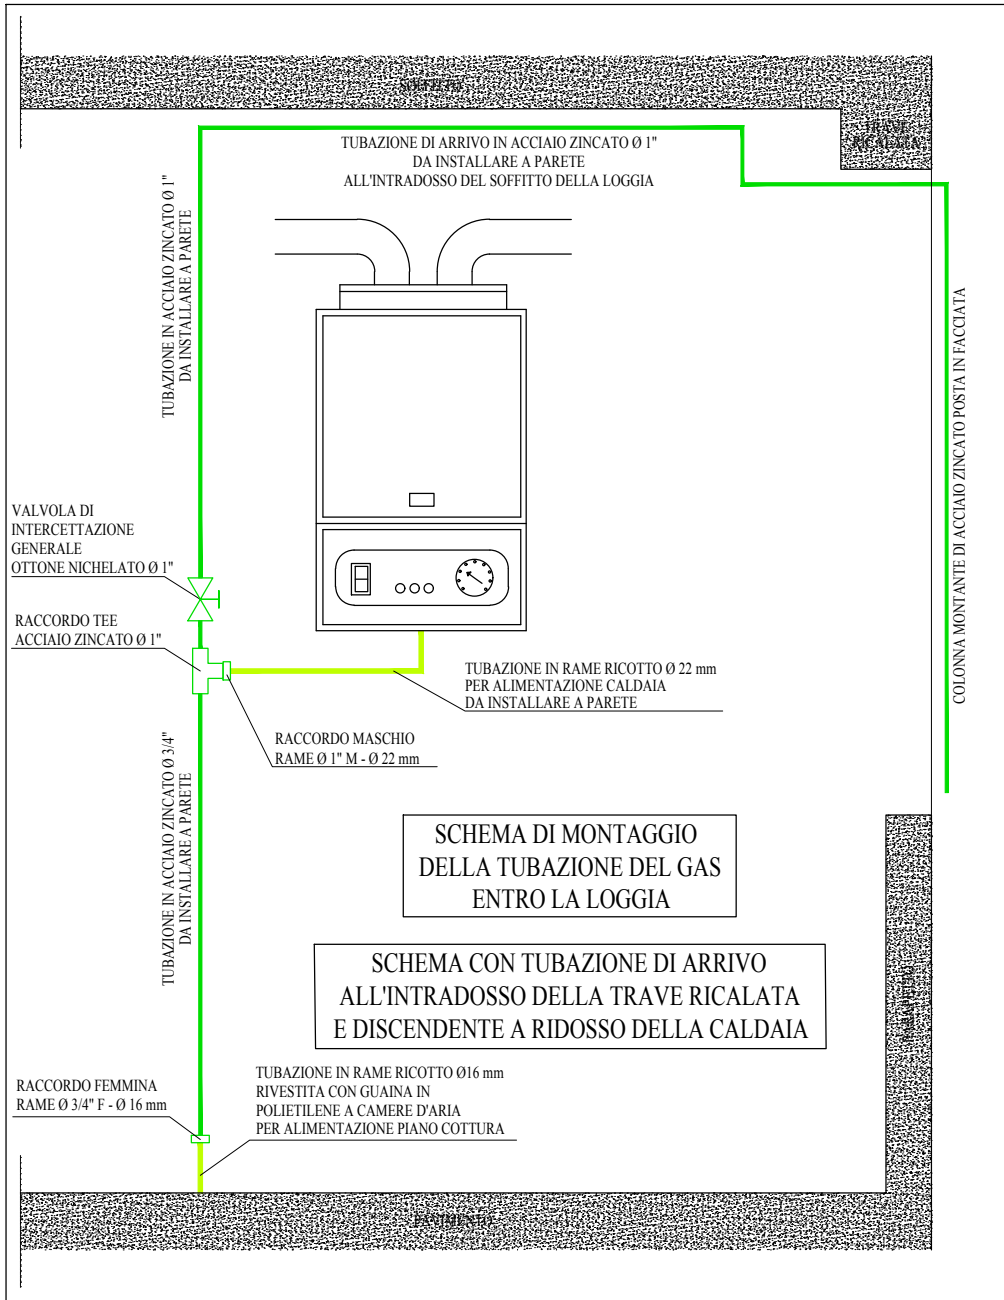 SOFFITTO
TRAVE
RICALATA
TUBAZIONE DI ARRIVO IN ACCIAIO ZINCATO Ø 1"
DA INSTALLARE A PARETE
ALL'INTRADOSSO DEL SOFFITTO DELLA LOGGIA
TUBAZIONE IN ACCIAIO ZINCATO Ø 1"
DA INSTALLARE A PARETE
COLONNA MONTANTE DI ACCIAIO ZINCATO POSTA IN FACCIATA
VALVOLA DI
INTERCETTAZIONE
GENERALE
OTTONE NICHELATO Ø 1"
RACCORDO TEE
ACCIAIO ZINCATO Ø 1"
TUBAZIONE IN RAME RICOTTO Ø 22 mm
PER ALIMENTAZIONE CALDAIA
DA INSTALLARE A PARETE
RACCORDO MASCHIO
RAME Ø 1" M - Ø 22 mm
TUBAZIONE IN ACCIAIO ZINCATO Ø 3/4"
DA INSTALLARE A PARETE
SCHEMA DI MONTAGGIO
DELLA TUBAZIONE DEL GAS
ENTRO LA LOGGIA
SCHEMA CON TUBAZIONE DI ARRIVO
ALL'INTRADOSSO DELLA TRAVE RICALATA
E DISCENDENTE A RIDOSSO DELLA CALDAIA
PARAPETTO
RACCORDO FEMMINA
RAME Ø 3/4" F - Ø 16 mm
TUBAZIONE IN RAME RICOTTO Ø16 mm
RIVESTITA CON GUAINA IN
POLIETILENE A CAMERE D'ARIA
PER ALIMENTAZIONE PIANO COTTURA
PAVIMENTO